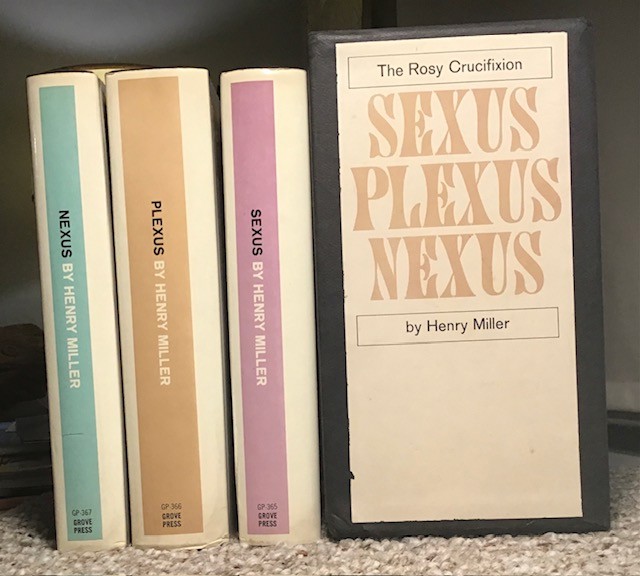 NEXUS BY HENRY MILLER
GP-367
GROVE
PRESS
PLEXUS BY HENRY MILLER
GP-366
GROVE
PRESS
SEXUS BY HENRY MILLER
GP-365
GROVE
PRESS
The Rosy Crucifixion
SEXUS
PLEXUS
NEXUS
by Henry Miller